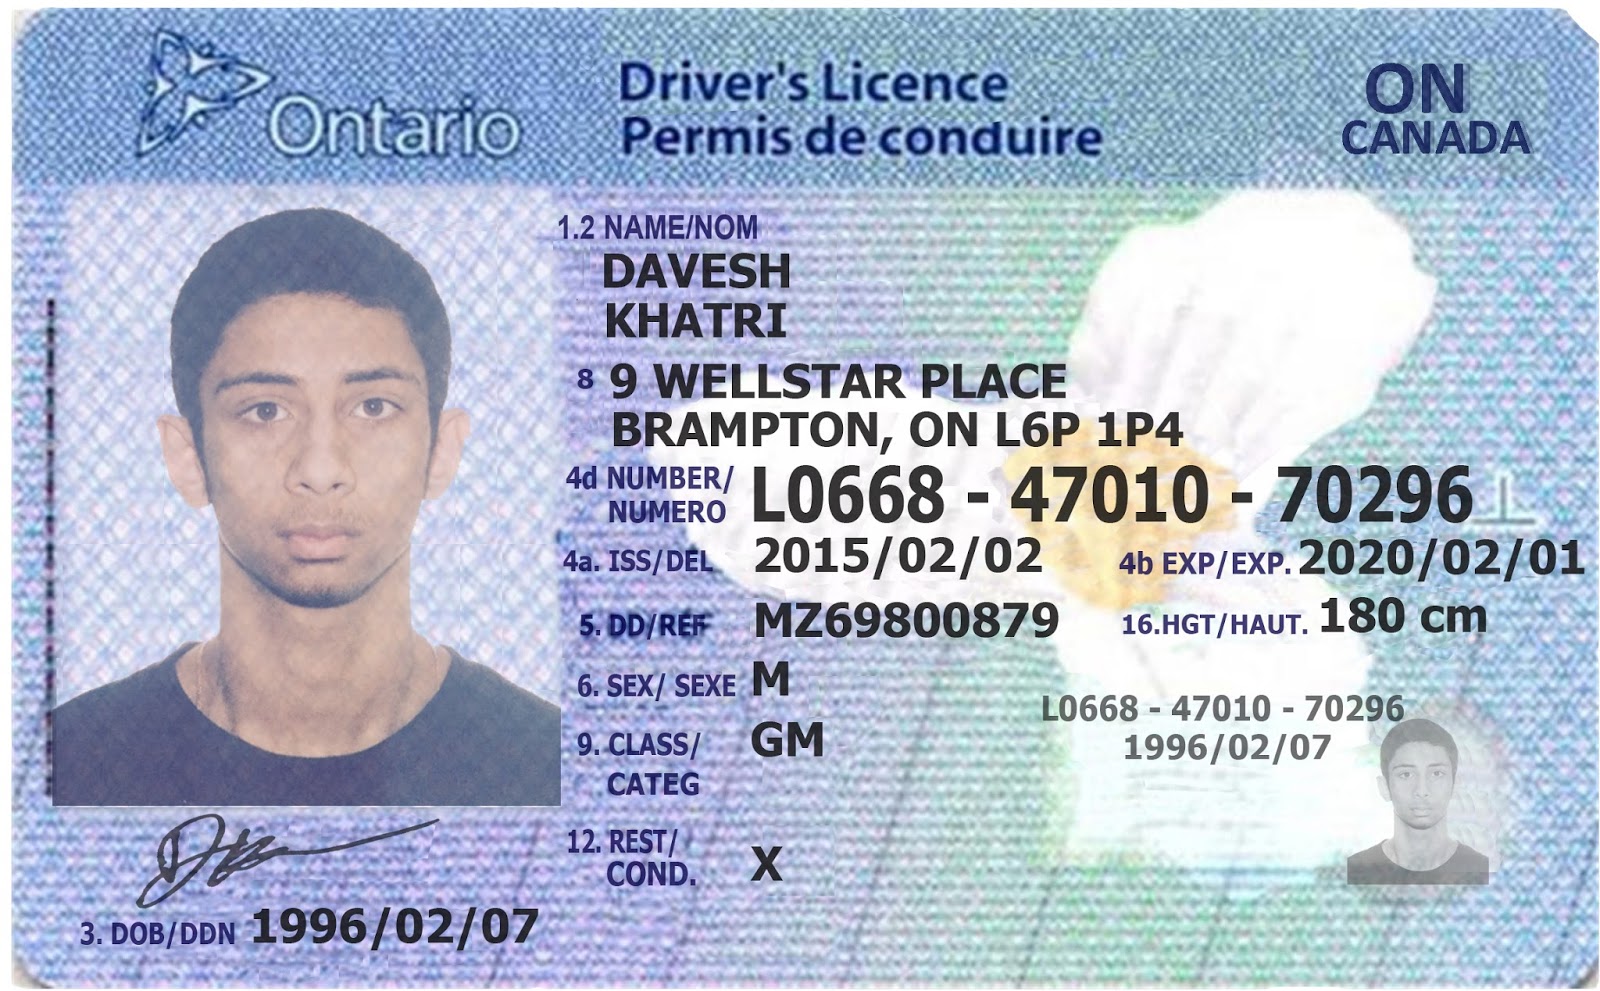 Ontario
Driver's Licence
Permis de conduire
ON
CANADA
1.2 NAME/NOM
DAVESH
KHATRI
8 9 WELLSTAR PLACE
BRAMPTON, ON L6P 1P4
4d NUMBER/
NUMERO L0668 - 47010 - 70296
4a. ISS/DEL 2015/02/02 4b EXP/EXP. 2020/02/01
5. DD/REF MZ69800879 16.HGT/HAUT. 180 cm
6. SEX/ SEXE M
L0668 - 47010 - 70296
1996/02/07
9. CLASS/ GM
CATEG
12. REST/
COND. X
3. DOB/DDN 1996/02/07